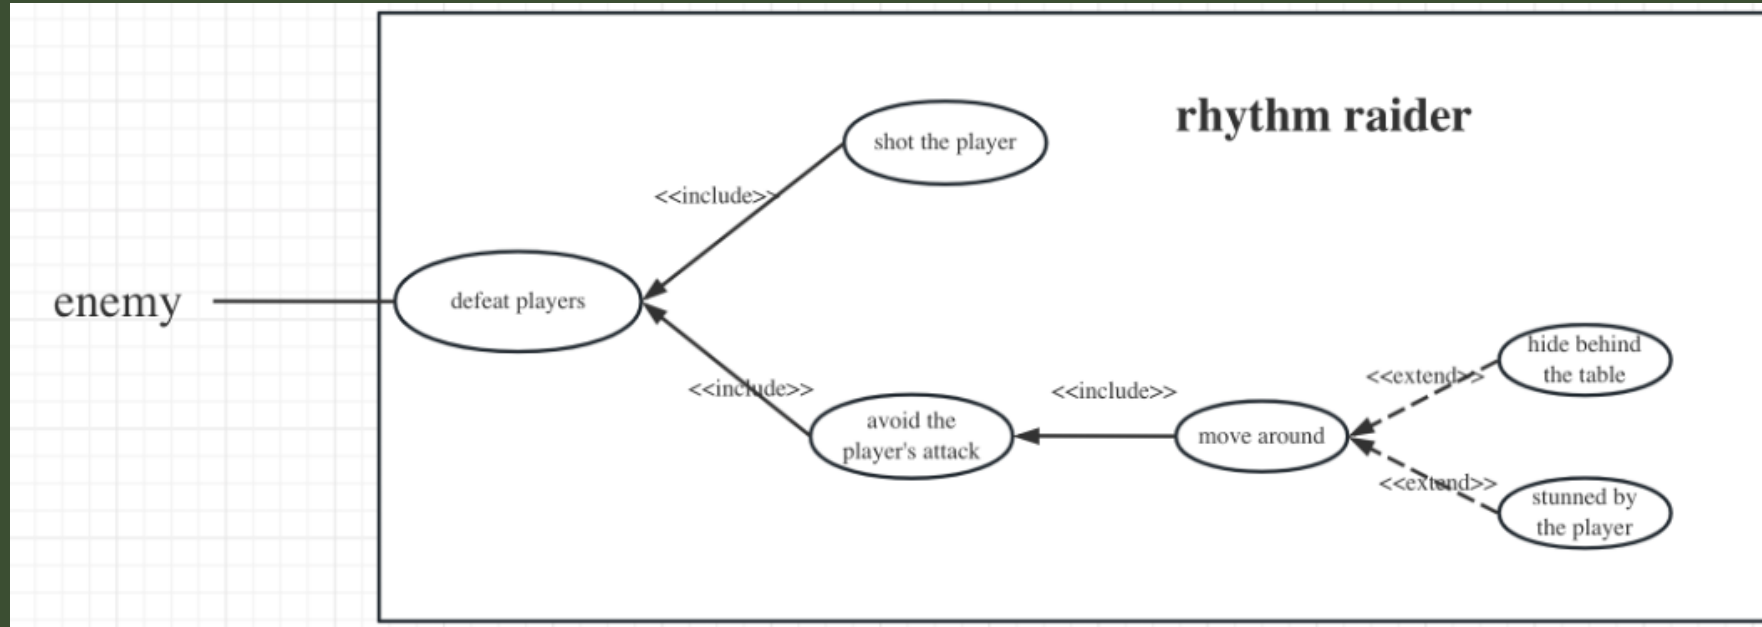 rhythm raider
shot the player
<<include>>
enemy
defeat players
<<include>>
avoid the
player's attack
<<include>>
move around
<<extend>>
hide behind
the table
<<extend>>
stunned by
the player